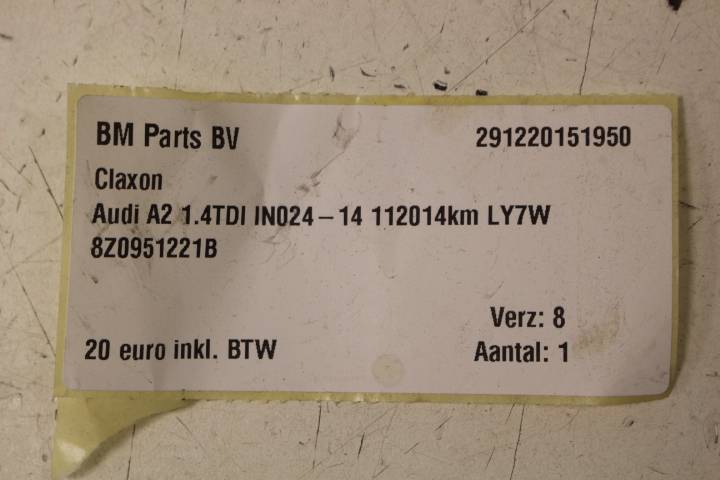 BM Parts BV 291220151950
Claxon
Audi A2 1.4TDI IN024-14 112014km LY7W
8Z0951221B
Verz: 8
20 euro inkl. BTW Aantal: 1